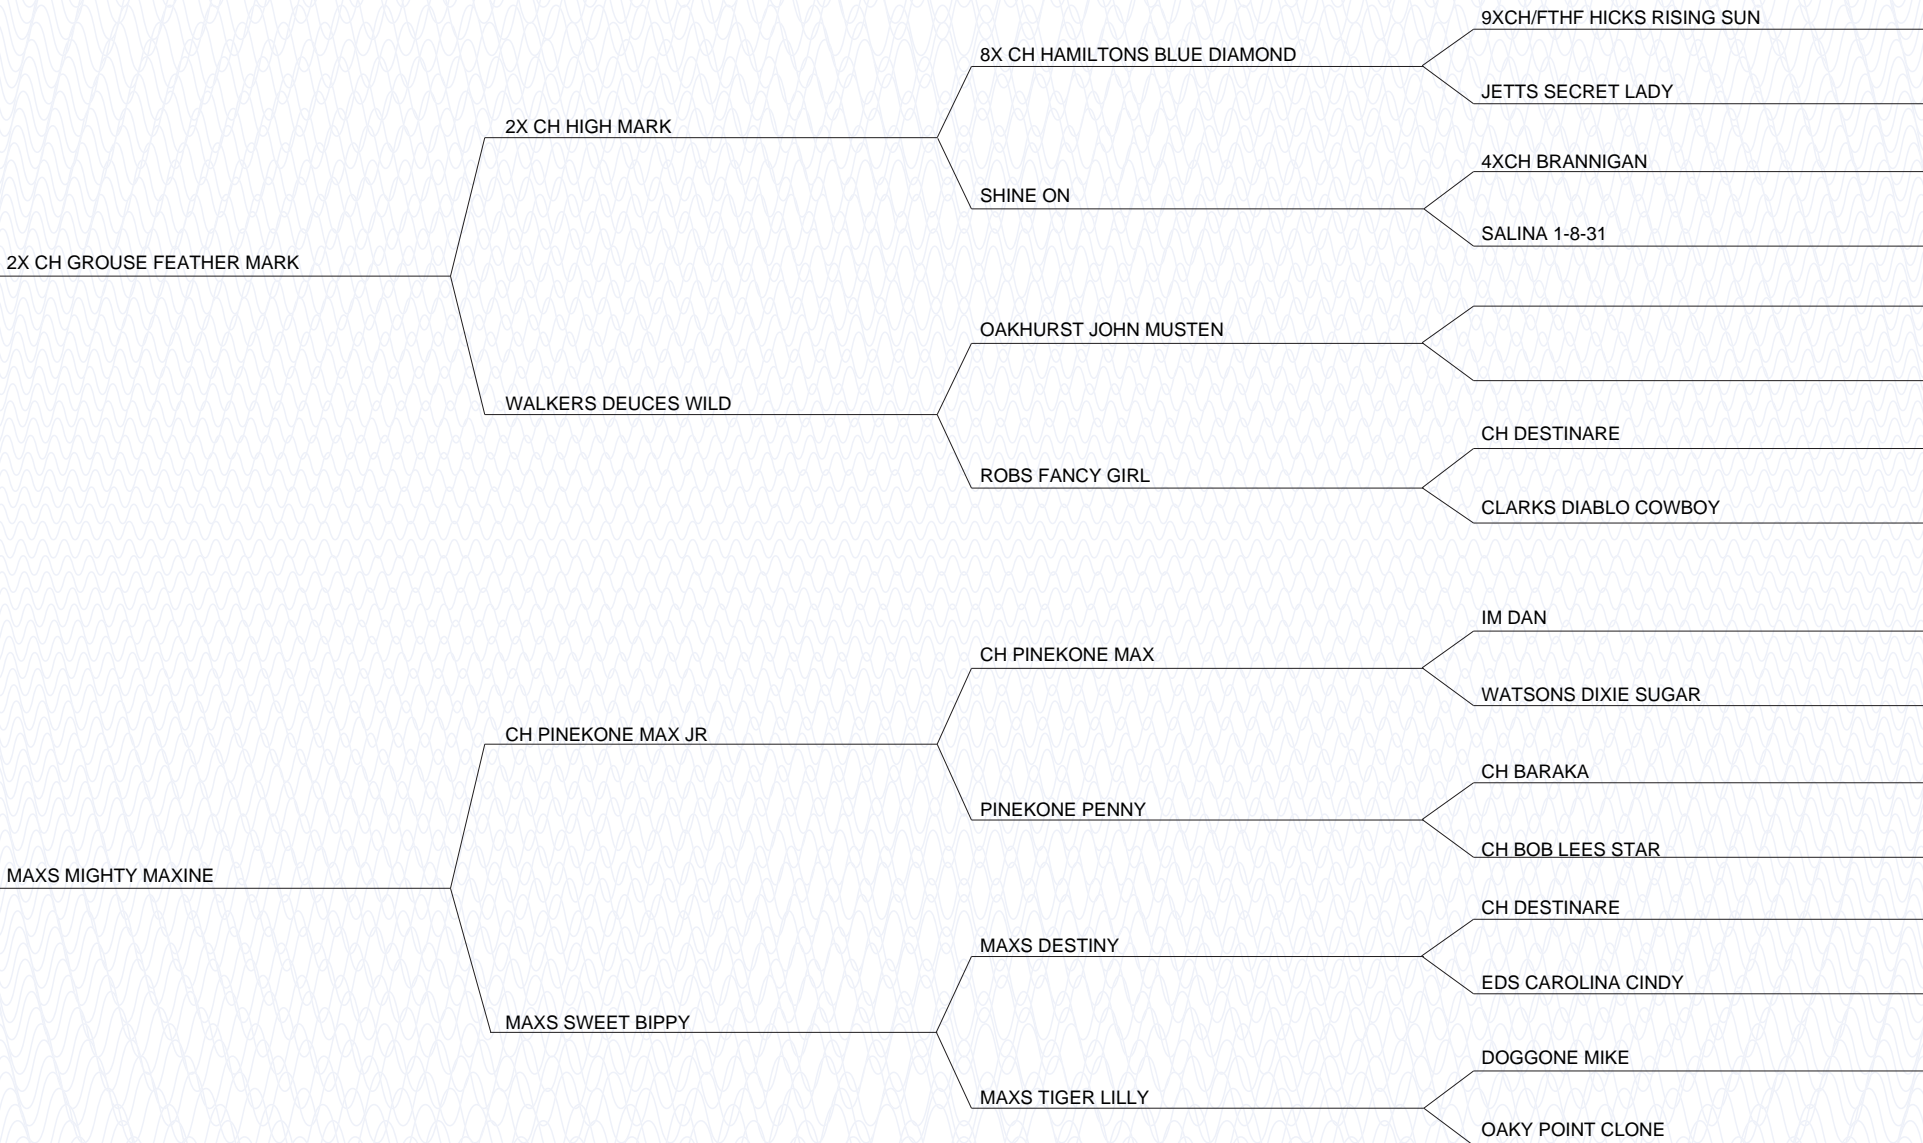 9XCH/FTHF HICKS RISING SUN
8X CH HAMILTONS BLUE DIAMOND
JETTS SECRET LADY
2X CH HIGH MARK
4XCH BRANNIGAN
SHINE ON
SALINA 1-8-31
2X CH GROUSE FEATHER MARK
OAKHURST JOHN MUSTEN
WALKERS DEUCES WILD
CH DESTINARE
ROBS FANCY GIRL
CLARKS DIABLO COWBOY
IM DAN
CH PINEKONE MAX
WATSONS DIXIE SUGAR
CH PINEKONE MAX JR
CH BARAKA
PINEKONE PENNY
CH BOB LEES STAR
MAXS MIGHTY MAXINE
CH DESTINARE
MAXS DESTINY
EDS CAROLINA CINDY
MAXS SWEET BIPPY
DOGGONE MIKE
MAXS TIGER LILLY
OAKY POINT CLONE